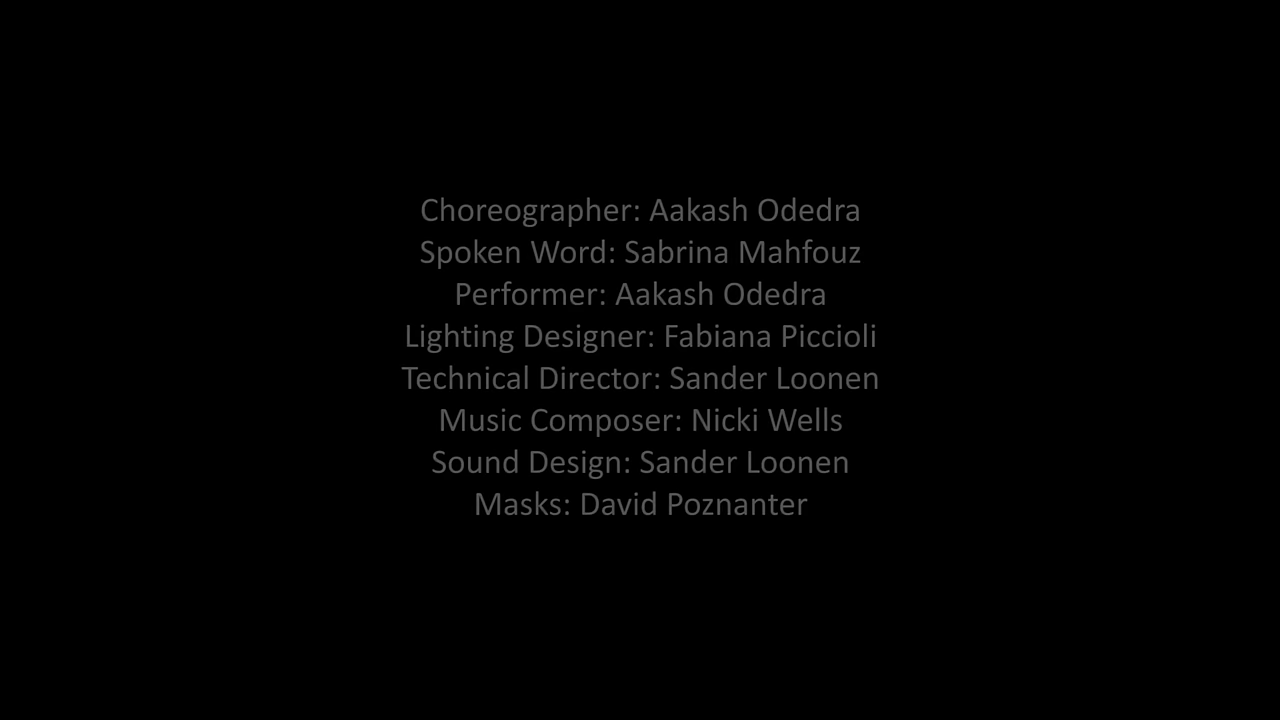 Choreographer: Aakash Odedra
Spoken Word: Sabrina Mahfouz
Performer: Aakash Odedra
Lighting Designer: Fabiana Piccioli
Technical Director: Sander Loonen
Music Composer: Nicki Wells
Sound Design: Sander Loonen
Masks: David Poznanter